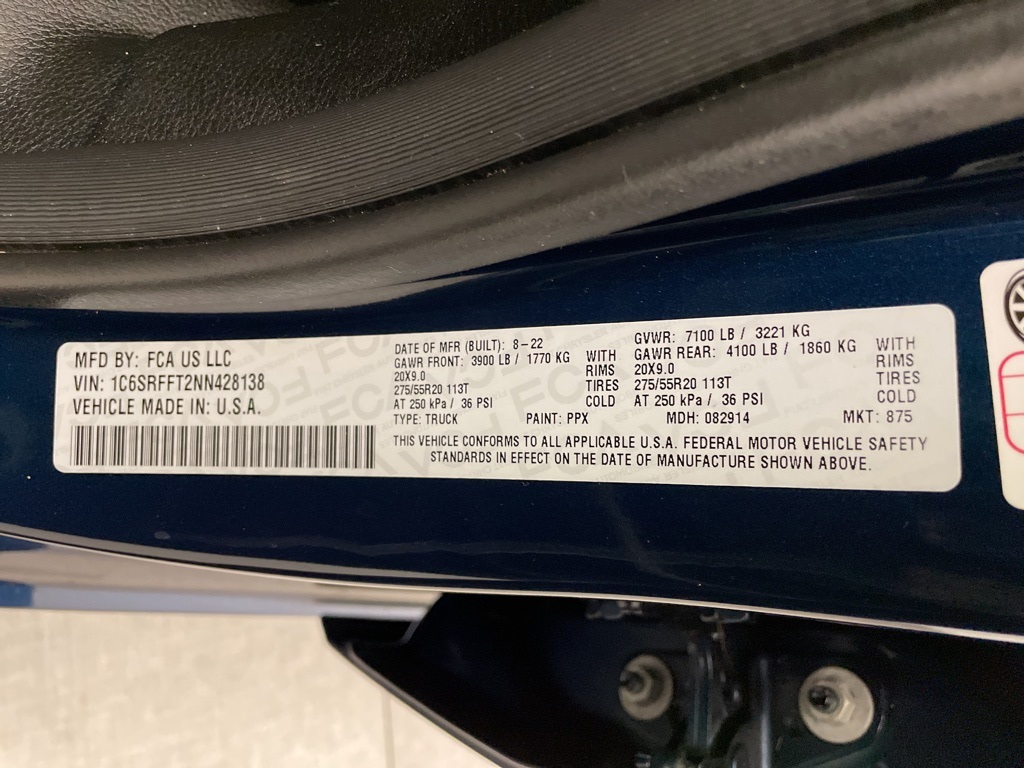 MFD BY: FCA US LLC
VIN: 1C6SRFFT2NN428138
VEHICLE MADE IN: U.S.A.
DATE OF MFR (BUILT): 8-22
GAWR FRONT: 3900 LB / 1770 KG WITH
20X9.0 RIMS
275/55R20 113T TIRES
AT 250 kPa / 36 PSI COLD
GVWR: 7100 LB / 3221 KG
GAWR REAR: 4100 LB / 1860 KG WITH
20X9.0 RIMS
275/55R20 113T TIRES
AT 250 kPa / 36 PSI COLD
TYPE: TRUCK PAINT: PPX MDH: 082914 MKT: 875
THIS VEHICLE CONFORMS TO ALL APPLICABLE U.S.A. FEDERAL MOTOR VEHICLE SAFETY
STANDARDS IN EFFECT ON THE DATE OF MANUFACTURE SHOWN ABOVE.